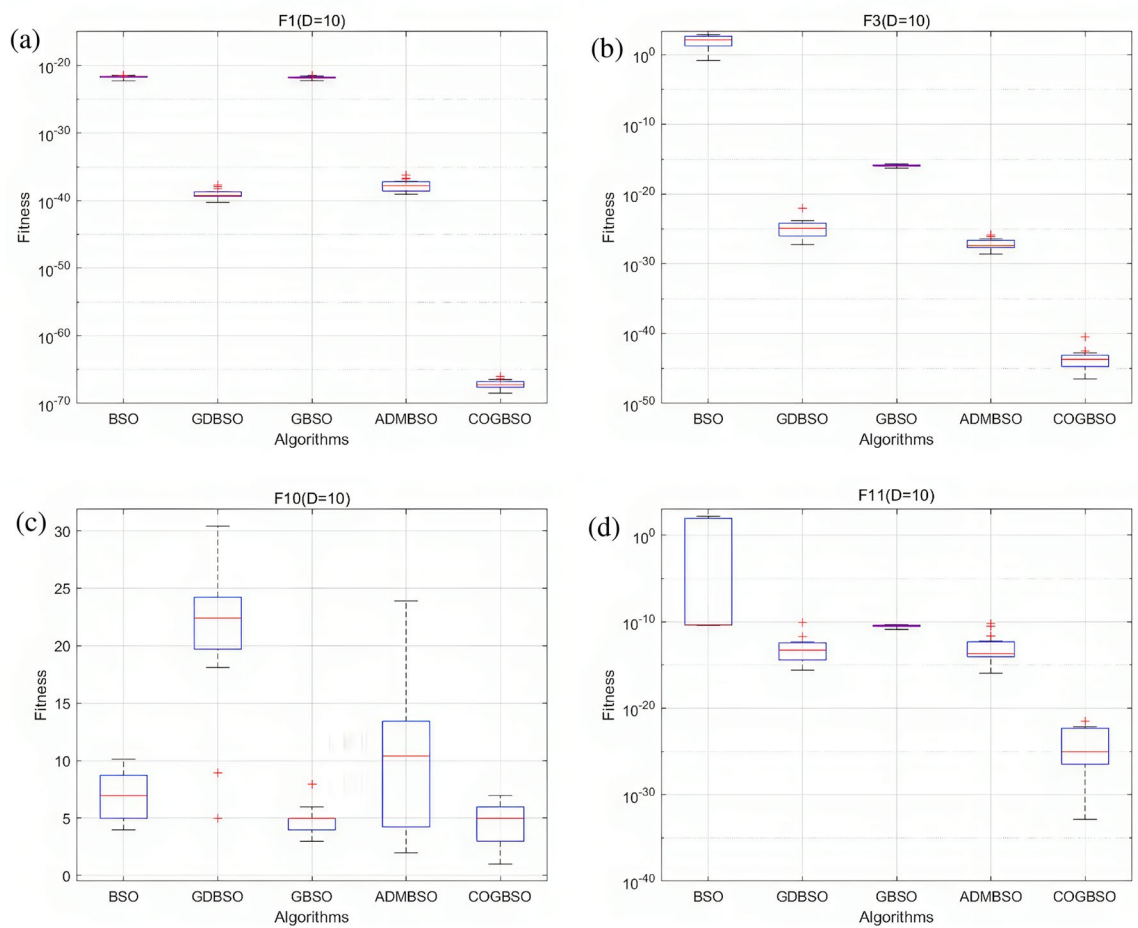 (a)
F1(D=10)
Fitness
10^-20
10^-30
10^-40
10^-50
10^-60
10^-70
BSO GDBSO GBSO ADMBSO COGBSO
Algorithms
(b)
F3(D=10)
Fitness
10^0
10^-10
10^-20
10^-30
10^-40
10^-50
BSO GDBSO GBSO ADMBSO COGBSO
Algorithms
(c)
F10(D=10)
Fitness
30
25
20
15
10
5
0
BSO GDBSO GBSO ADMBSO COGBSO
Algorithms
(d)
F11(D=10)
Fitness
10^0
10^-10
10^-20
10^-30
10^-40
BSO GDBSO GBSO ADMBSO COGBSO
Algorithms